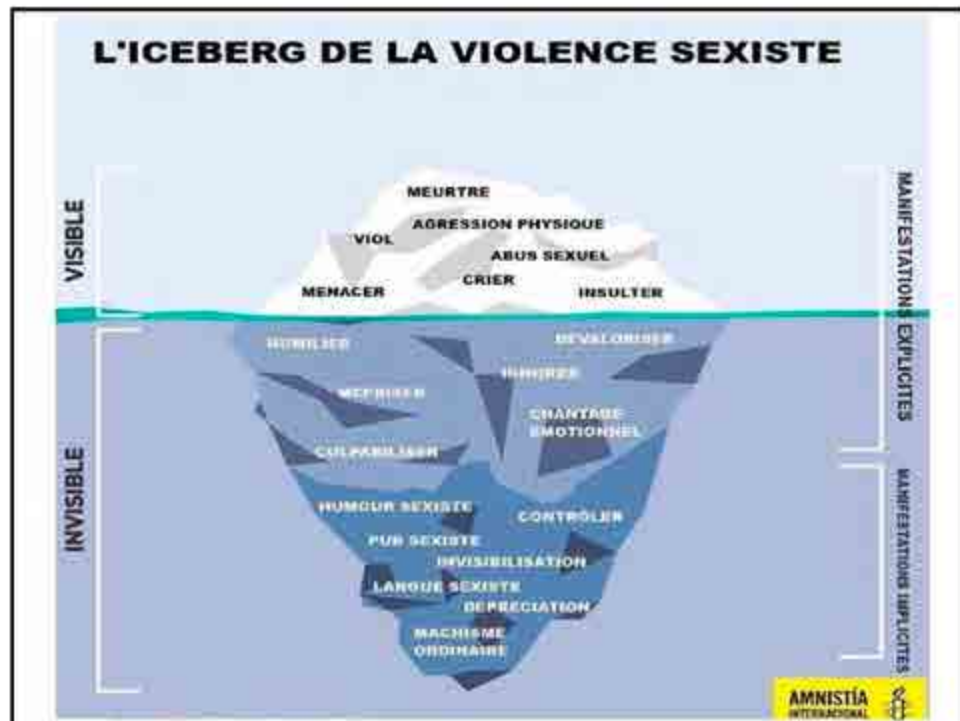 L'ICEBERG DE LA VIOLENCE SEXISTE
VISIBLE
MEURTRE
AGRESSION PHYSIQUE
VIOL
ABUS SEXUEL
CRIER
MENACER
INSULTER
MANIFESTATIONS EXPLICITES
INVISIBLE
HUMILIER
DEVALORISER
IGNORER
MEPRISER
CHANTAGE
EMOTIONNEL
CULPABILISER
HUMOUR SEXISTE
CONTRÔLER
PUB SEXISTE
INVISIBILISATION
LANGUE SEXISTE
DEPRECIATION
MACHISME
ORDINAIRE
MANIFESTATIONS IMPLICITES
AMNISTÍA
INTERNACIONAL